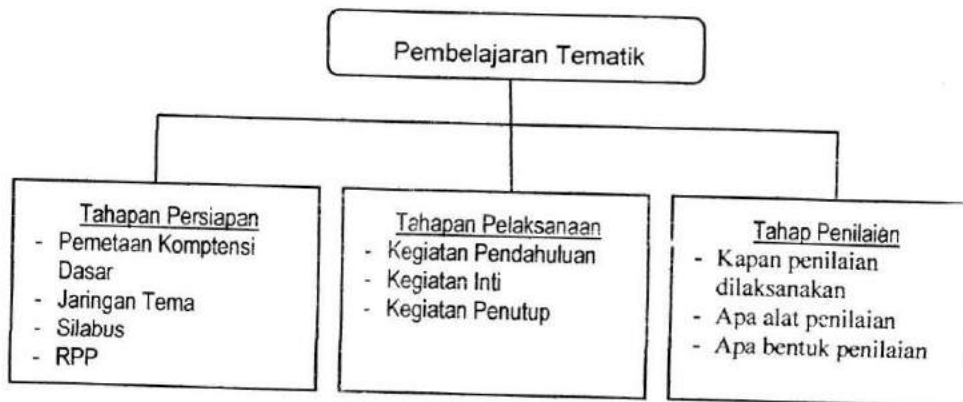 Pembelajaran Tematik
Tahapan Persiapan
- Pemetaan Komptensi
Dasar
- Jaringan Tema
- Silabus
- RPP
Tahapan Pelaksanaan
- Kegiatan Pendahuluan
- Kegiatan Inti
- Kegiatan Penutup
Tahap Penilaian
- Kapan penilaian
dilaksanakan
- Apa alat penilaian
- Apa bentuk penilaian